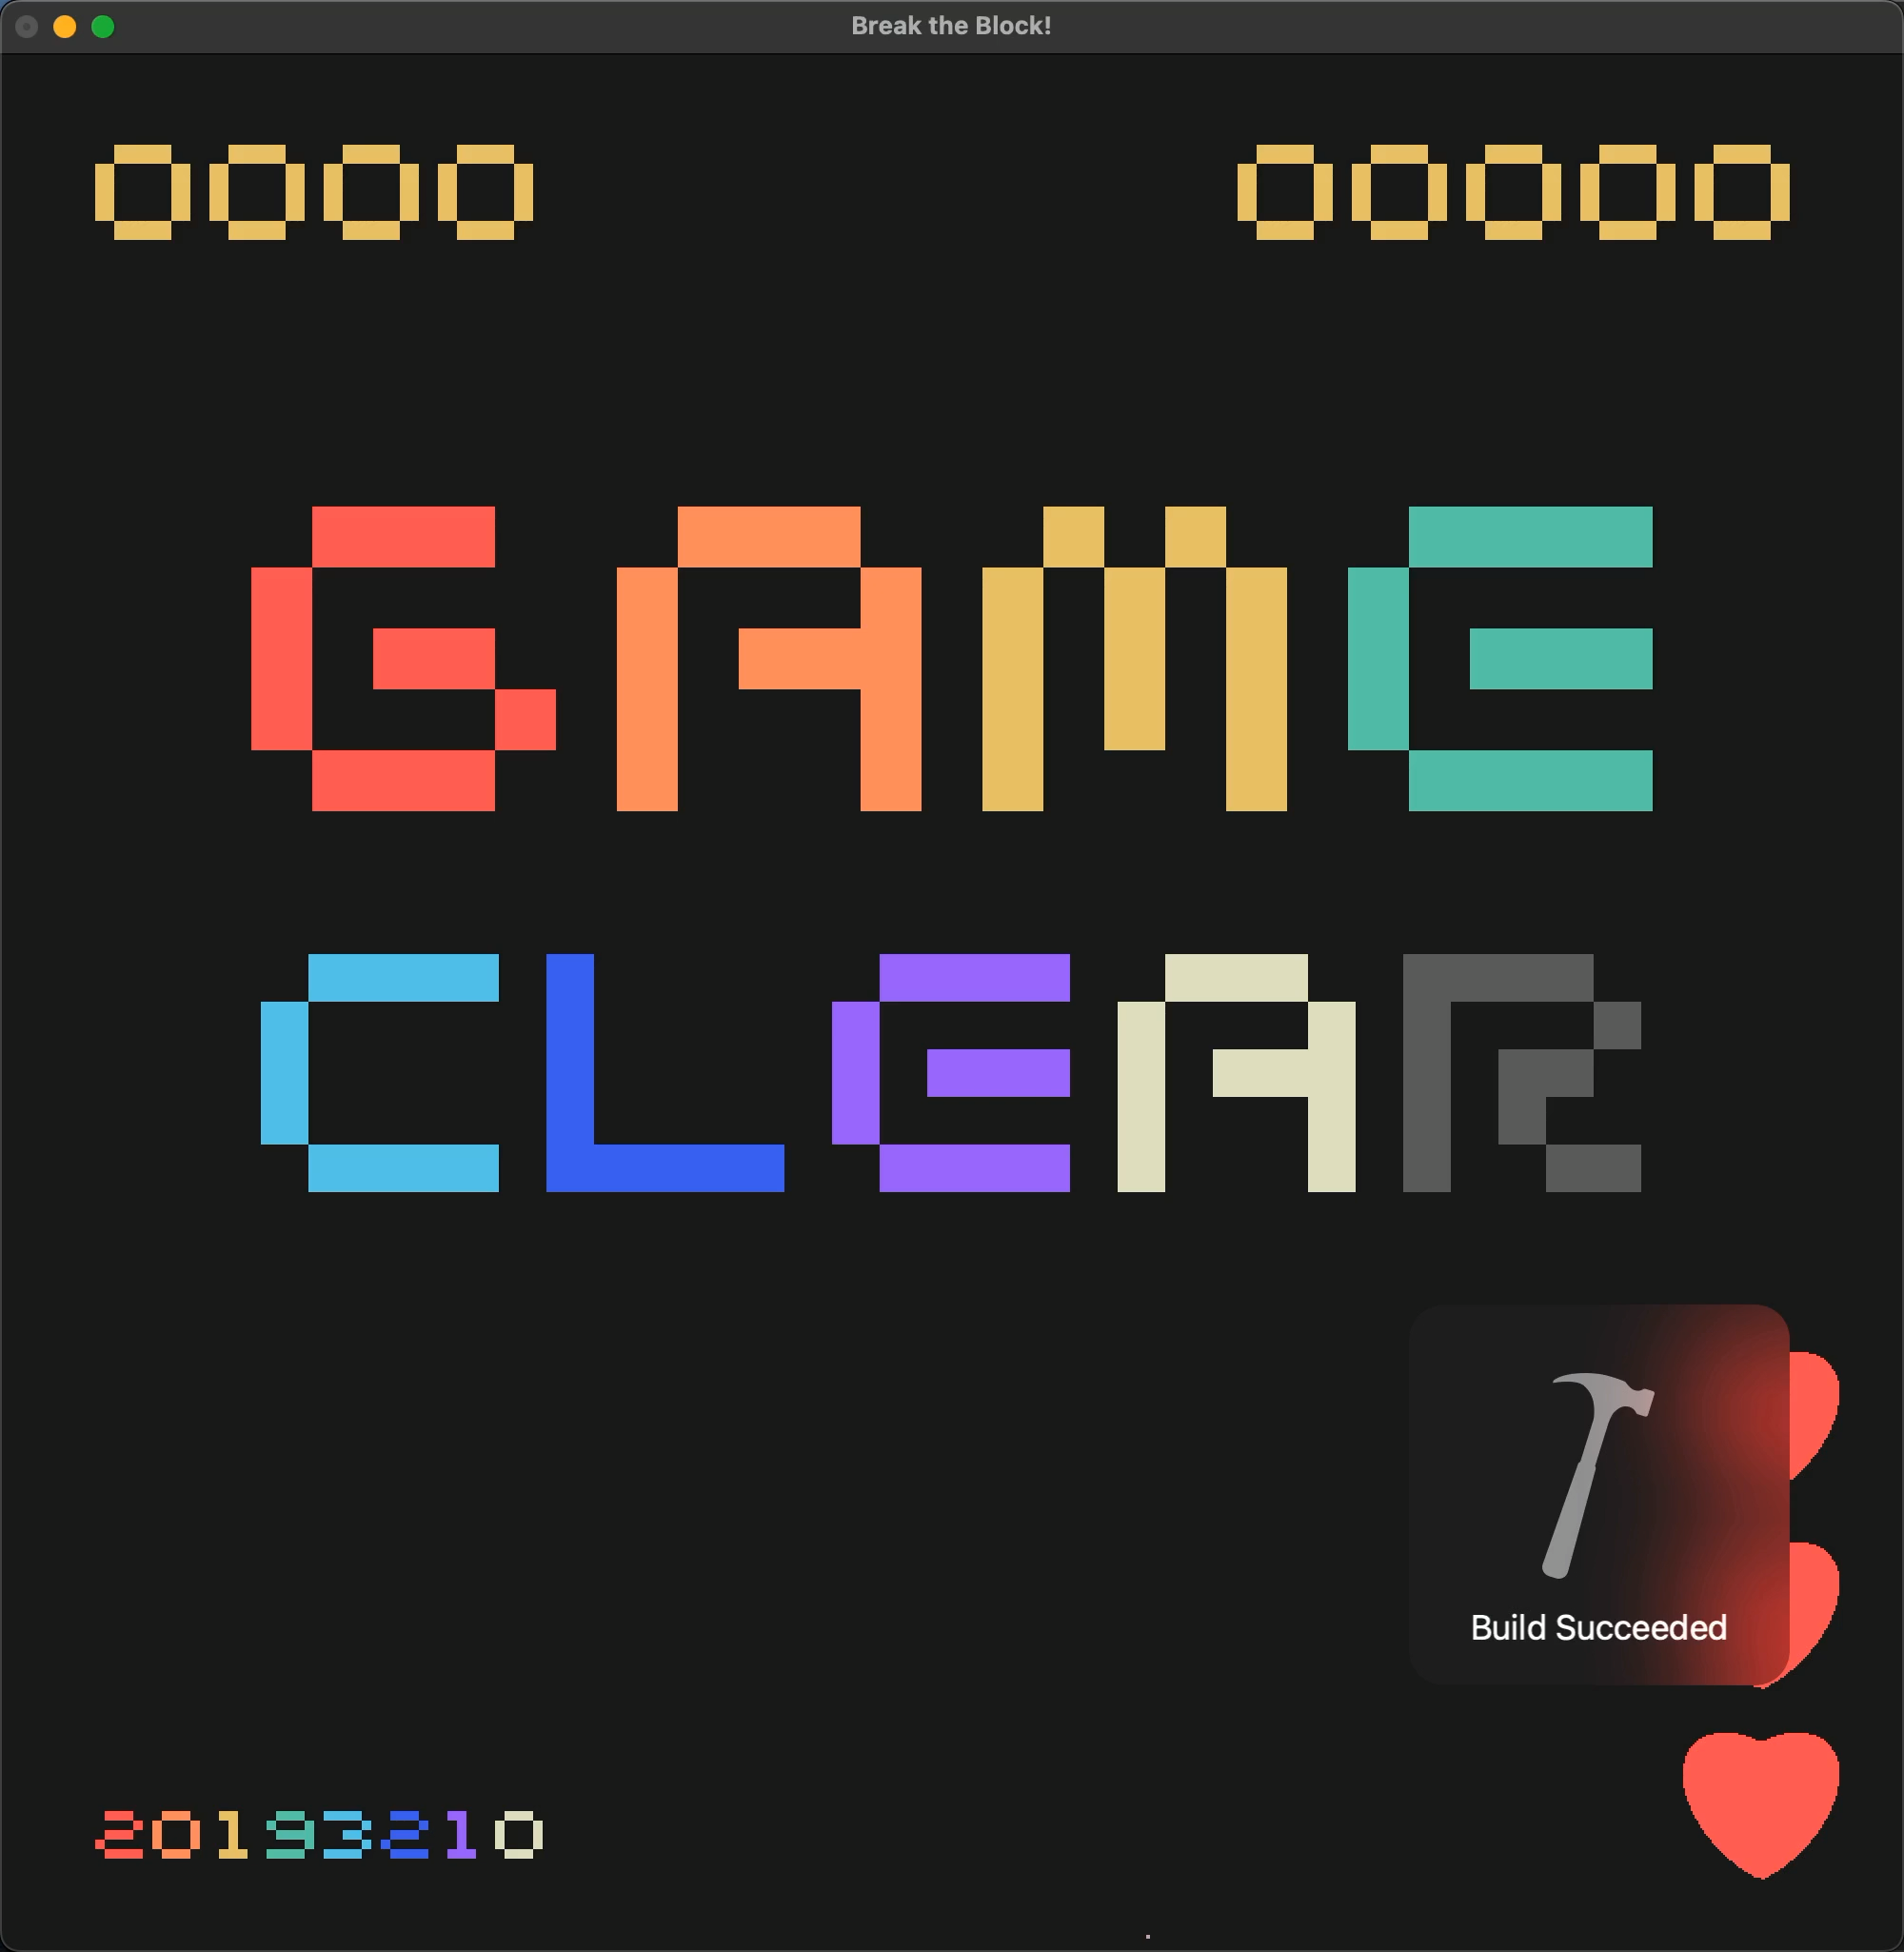 Break the Block!
0000 00000
GAME
CLEAR
Build Succeeded
20193210